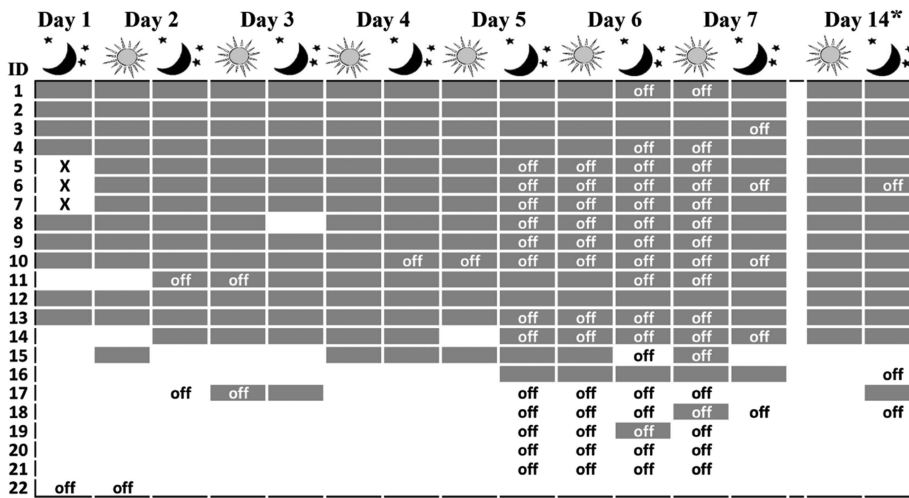 Day 1 Day 2 Day 3 Day 4 Day 5 Day 6 Day 7 Day 14*
ID
1 off off
2
3 off
4 off off
5 X off off off off
6 X off off off off off off
7 X off off off off
8 off off off off
9 off off off off
10 off off off off off off off
11 off off off off
12
13 off off off off
14 off off off off off
15 off off
16 off
17 off off off off off off
18 off off off off off off
19 off off off off
20 off off off off
21 off off off off
22 off off